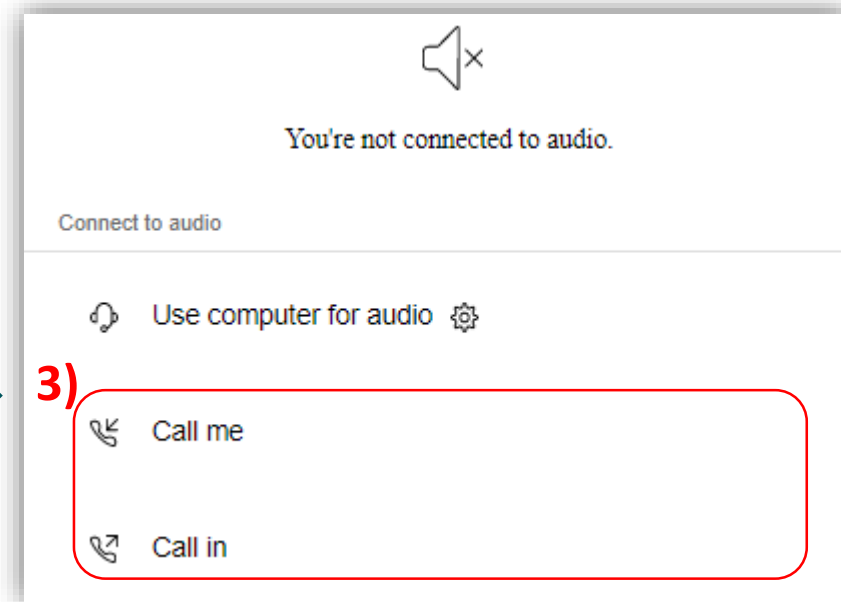 You're not connected to audio.
Connect to audio
Use computer for audio
3)
Call me
Call in